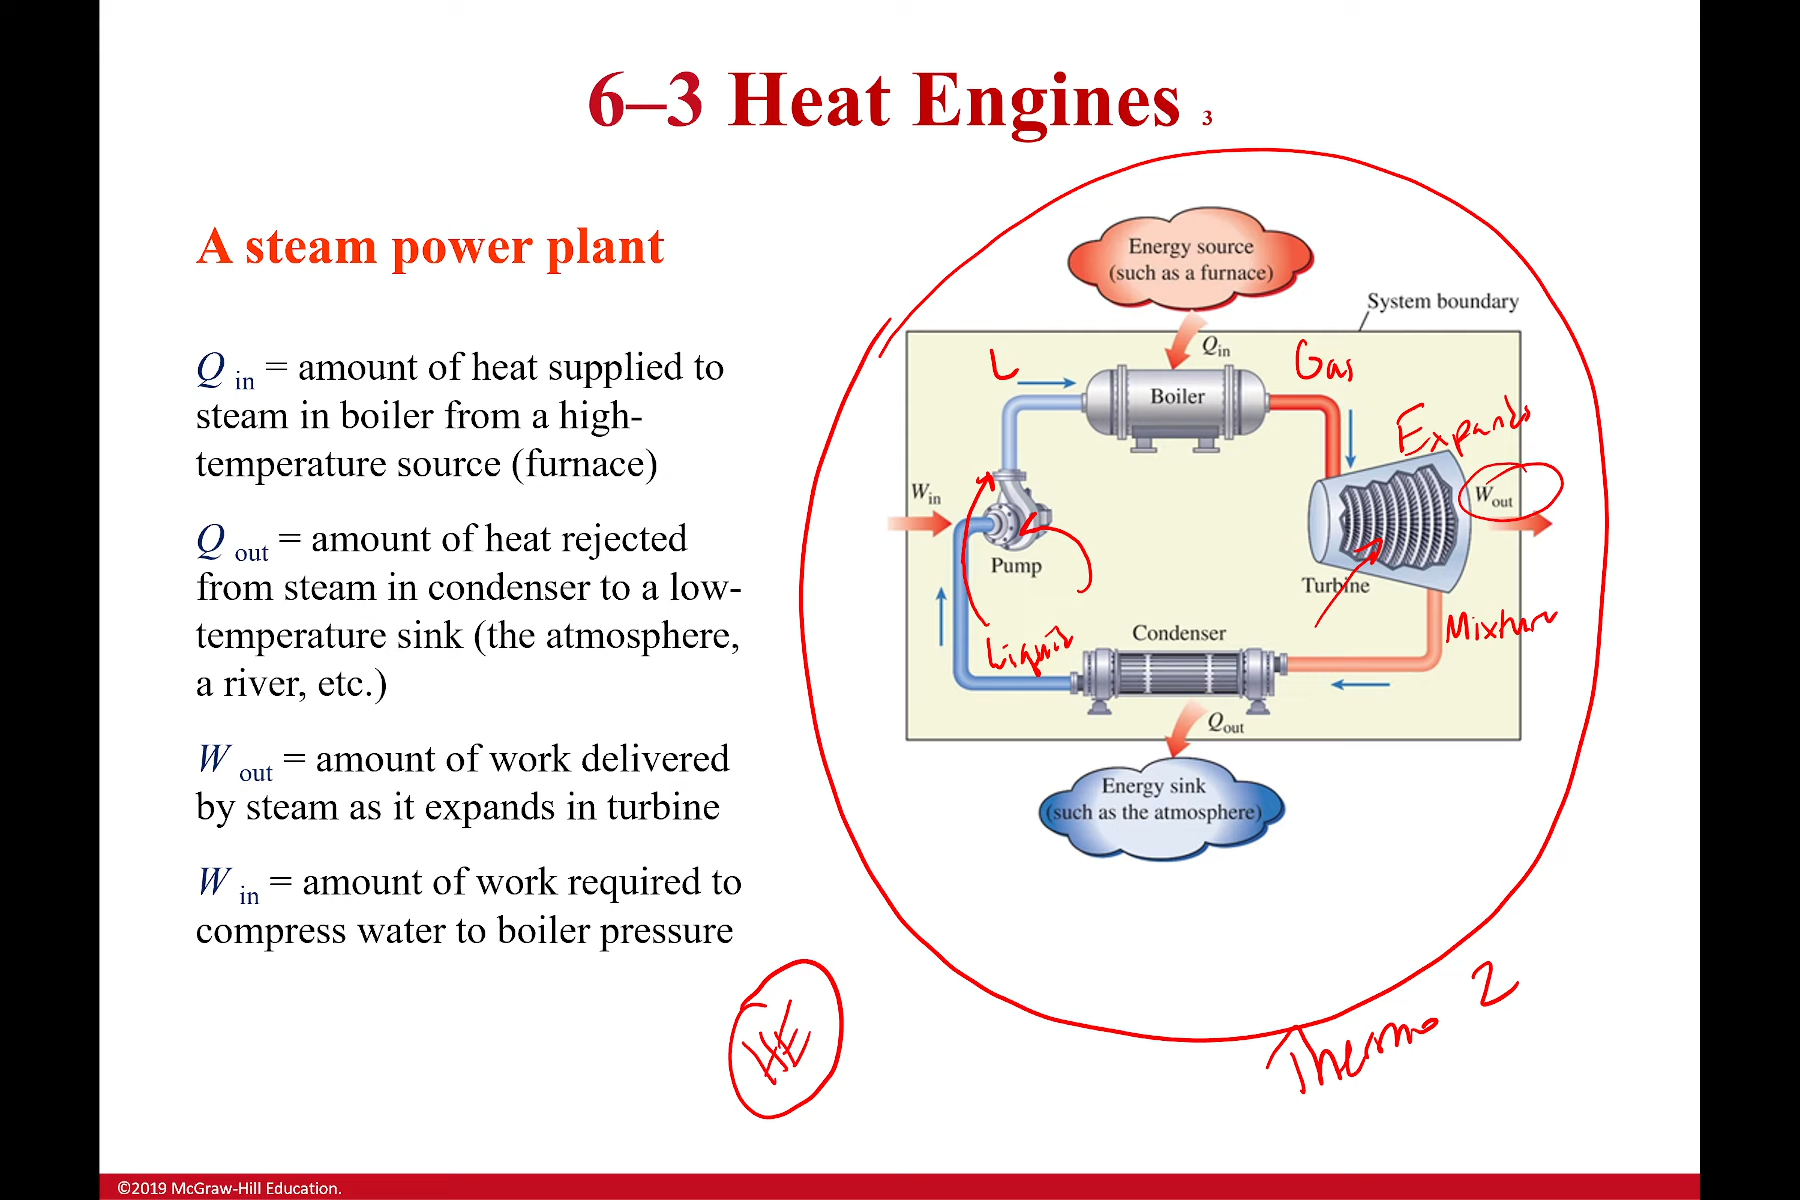 6–3 Heat Engines 3
A steam power plant
Q in = amount of heat supplied to
steam in boiler from a high-
temperature source (furnace)
Q out = amount of heat rejected
from steam in condenser to a low-
temperature sink (the atmosphere,
a river, etc.)
W out = amount of work delivered
by steam as it expands in turbine
W in = amount of work required to
compress water to boiler pressure
Energy source
(such as a furnace)
System boundary
Qin
L
Gas
Boiler
Expands
Win
Wout
Pump
Turbine
Liquid
Condenser
Mixture
Qout
Energy sink
(such as the atmosphere)
HE
Thermo 2
©2019 McGraw-Hill Education.